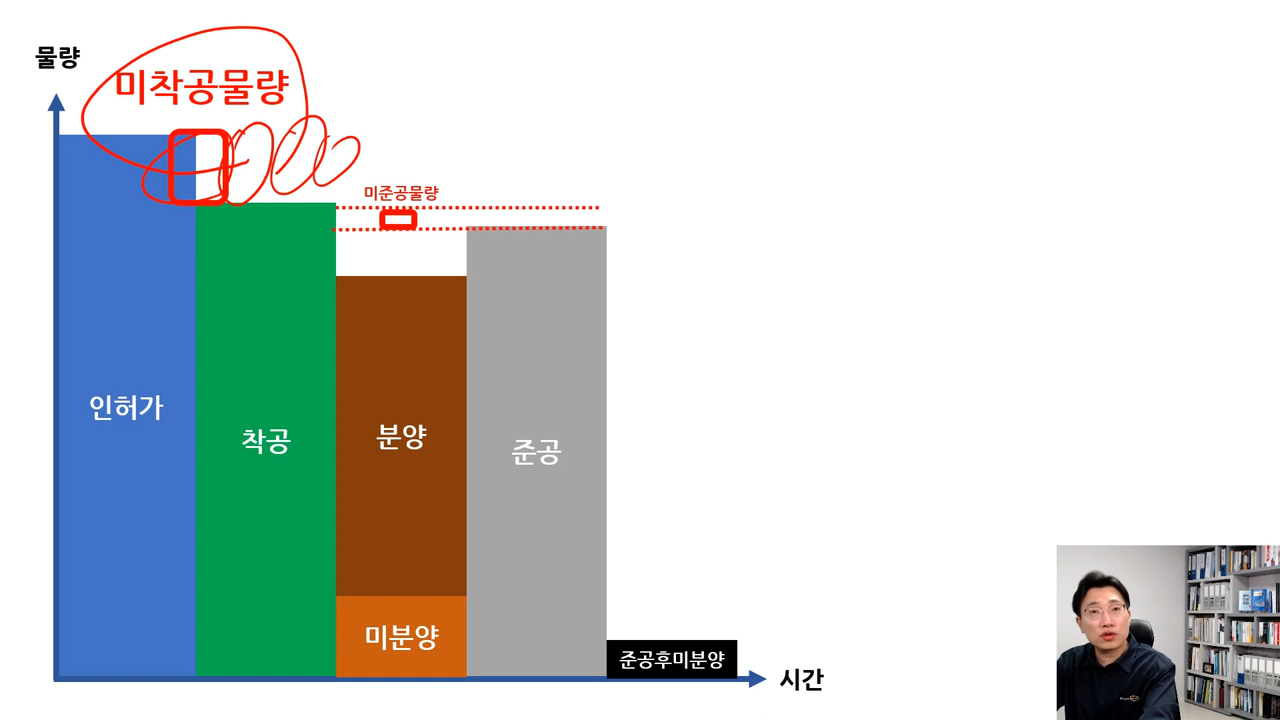 물량
미착공물량
미준공물량
인허가
착공
분양
준공
미분양
준공후미분양
시간